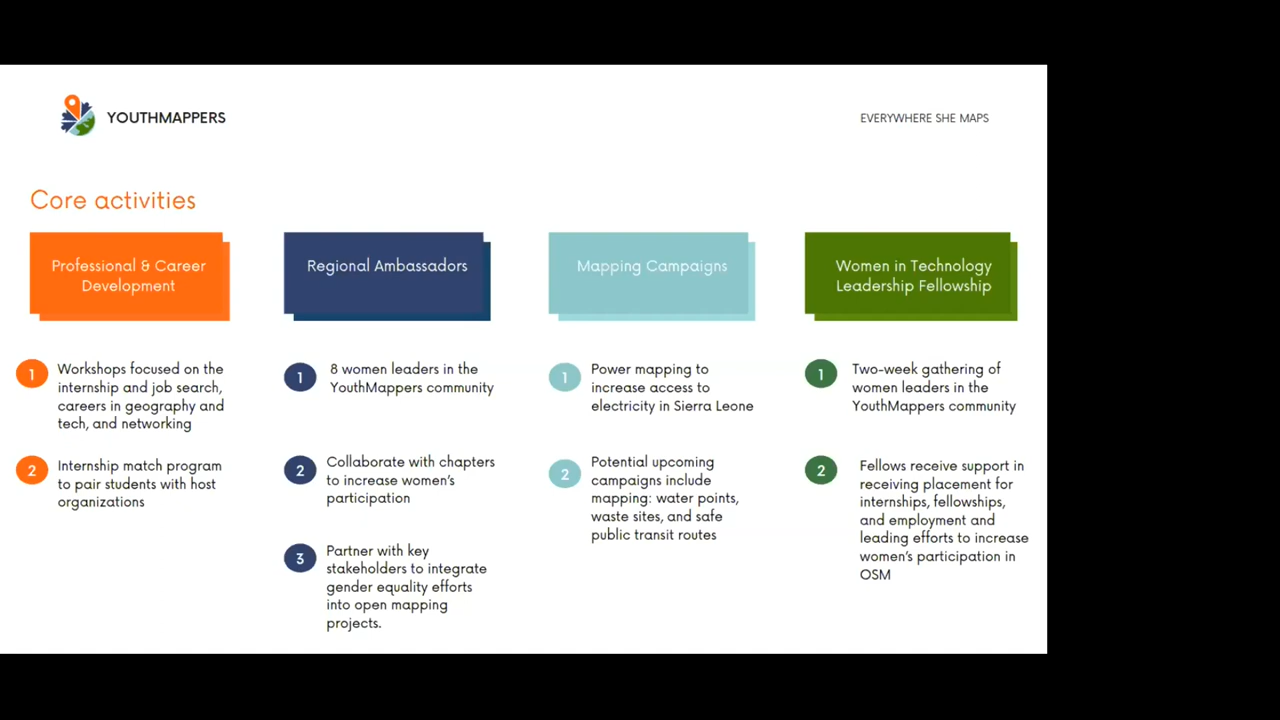 YOUTHMAPPERS
EVERYWHERE SHE MAPS
Core activities
Professional & Career
Development
1
Workshops focused on the
internship and job search,
careers in geography and
tech, and networking
2
Internship match program
to pair students with host
organizations
Regional Ambassadors
1
8 women leaders in the
YouthMappers community
2
Collaborate with chapters
to increase women's
participation
3
Partner with key
stakeholders to integrate
gender equality efforts
into open mapping
projects.
Mapping Campaigns
1
Power mapping to
increase access to
electricity in Sierra Leone
2
Potential upcoming
campaigns include
mapping: water points,
waste sites, and safe
public transit routes
Women in Technology
Leadership Fellowship
1
Two-week gathering of
women leaders in the
YouthMappers community
2
Fellows receive support in
receiving placement for
internships, fellowships,
and employment and
leading efforts to increase
women's participation in
OSM